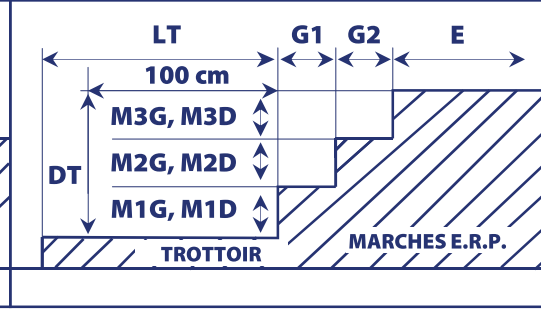 LT G1 G2 E
100 cm
M3G, M3D
M2G, M2D
DT
M1G, M1D
MARCHES E.R.P.
TROTTOIR